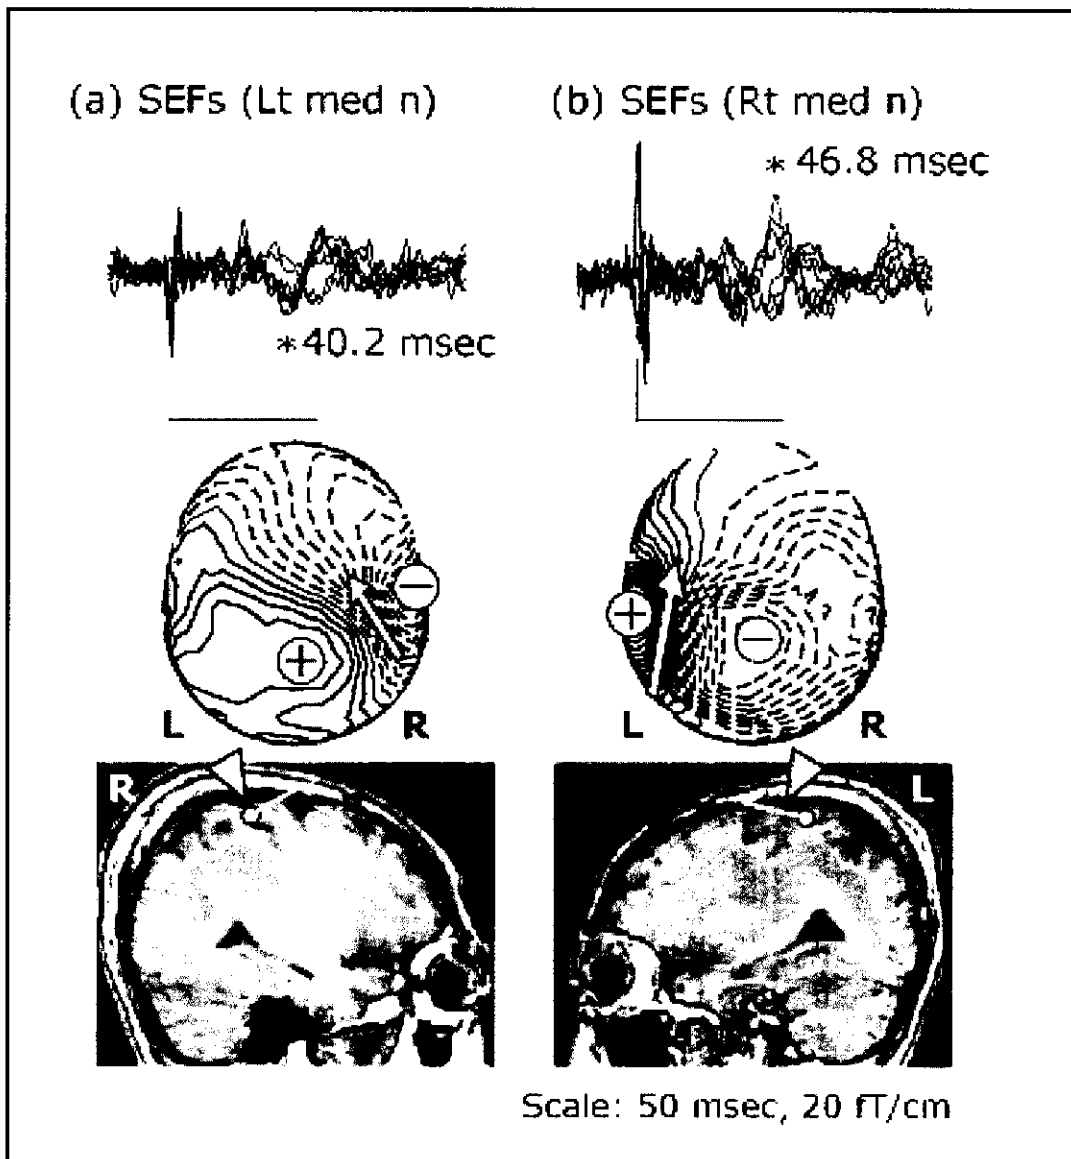 (a) SEFs (Lt med n)
(b) SEFs (Rt med n)
* 46.8 msec
*40.2 msec
−
+
+
−
L
R
L
R
R
L
Scale: 50 msec, 20 fT/cm